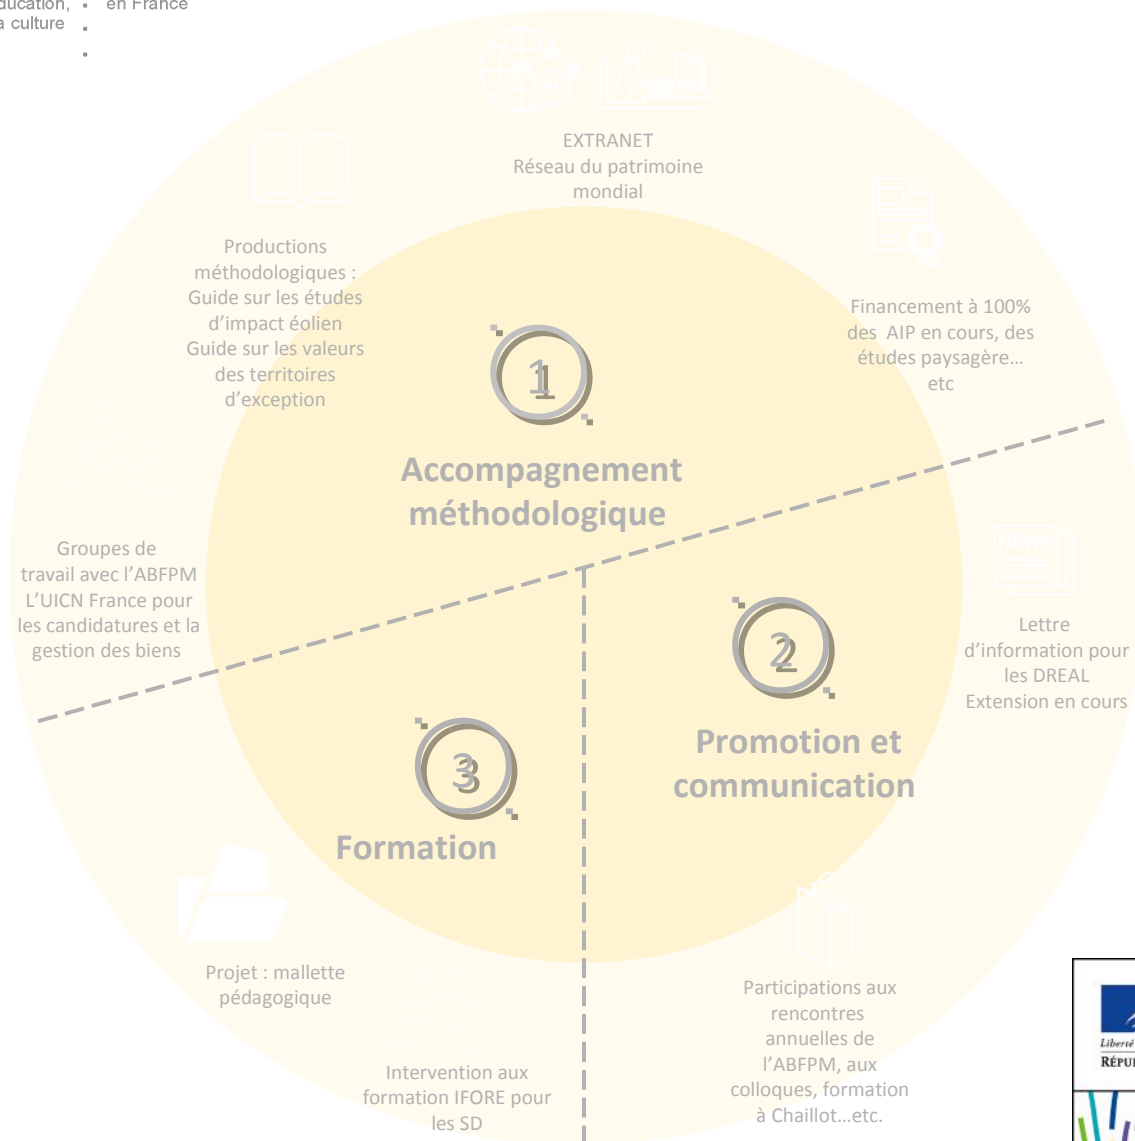 ducation,
en France
a culture
EXTRANET
Réseau du patrimoine
mondial
Productions
méthodologiques :
Guide sur les études
d'impact éolien
Guide sur les valeurs
des territoires
d'exception
Financement à 100%
des AIP en cours, des
études paysagère...
etc
1
Accompagnement
méthodologique
Groupes de
travail avec l'ABFPM
L'UICN France pour
les candidatures et la
gestion des biens
NEWS
Lettre
d'information pour
les DREAL
Extension en cours
2
Promotion et
communication
3
Formation
Projet : mallette
pédagogique
Intervention aux
formation IFORE pour
les SD
Participations aux
rencontres
annuelles de
l'ABFPM, aux
colloques, formation
à Chaillot...etc.
Liberté
RÉPU